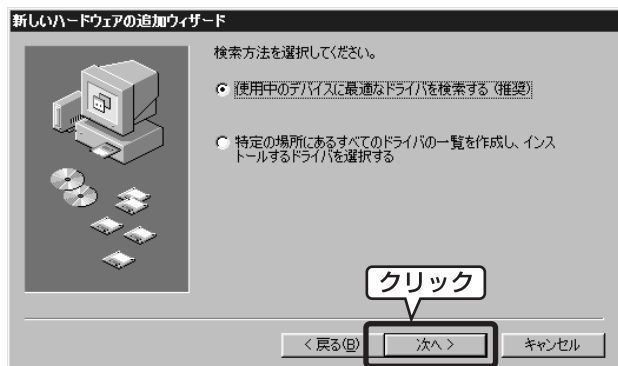 新しいハードウェアの追加ウィザード
検索方法を選択してください。
使用中のデバイスに最適なドライバを検索する (推奨)
特定の場所にあるすべてのドライバの一覧を作成し、インス
トールするドライバを選択する
クリック
< 戻る(B)
次へ >
キャンセル